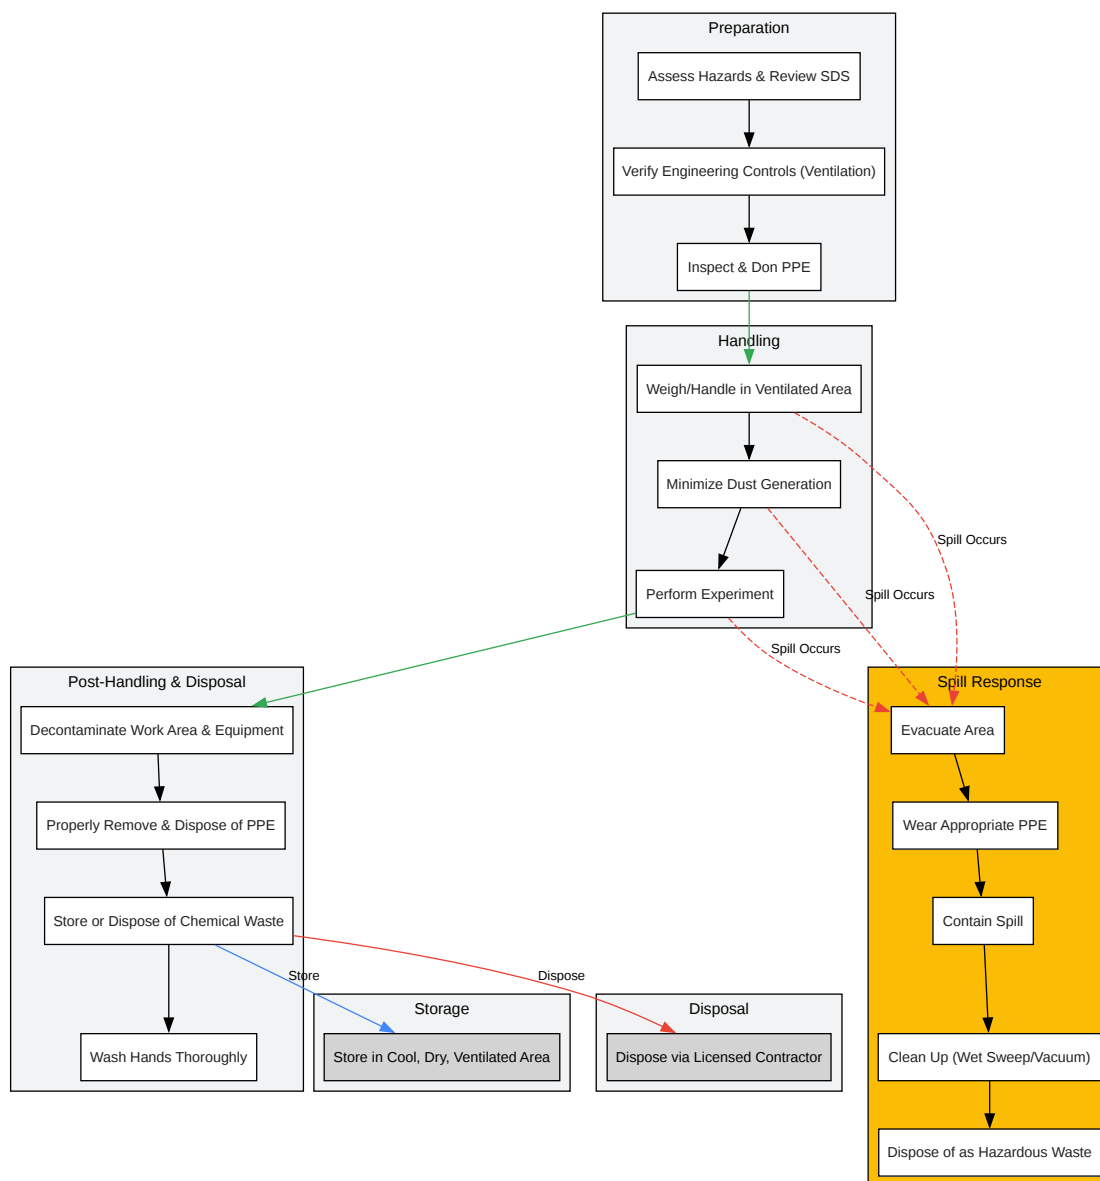 Preparation
Assess Hazards & Review SDS
Verify Engineering Controls (Ventilation)
Inspect & Don PPE
Handling
Weigh/Handle in Ventilated Area
Minimize Dust Generation
Spill Occurs
Spill Occurs
Perform Experiment
Spill Occurs
Post-Handling & Disposal
Decontaminate Work Area & Equipment
Properly Remove & Dispose of PPE
Store or Dispose of Chemical Waste
Store
Dispose
Wash Hands Thoroughly
Storage
Store in Cool, Dry, Ventilated Area
Disposal
Dispose via Licensed Contractor
Spill Response
Evacuate Area
Wear Appropriate PPE
Contain Spill
Clean Up (Wet Sweep/Vacuum)
Dispose of as Hazardous Waste